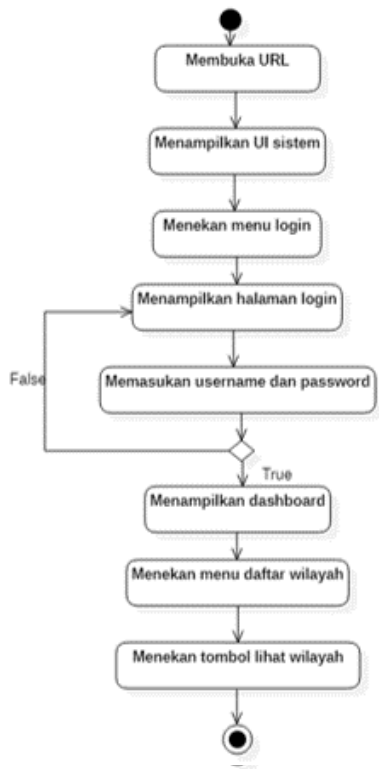 Membuka URL
Menampilkan UI sistem
Menekan menu login
Menampilkan halaman login
False
Memasukan username dan password
True
Menampilkan dashboard
Menekan menu daftar wilayah
Menekan tombol lihat wilayah